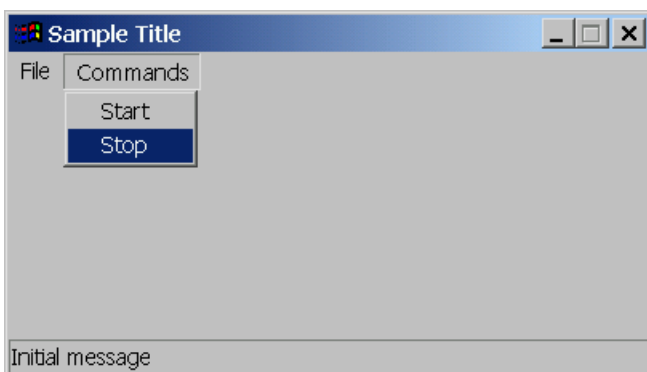 Sample Title
File Commands
Start
Stop
Initial message